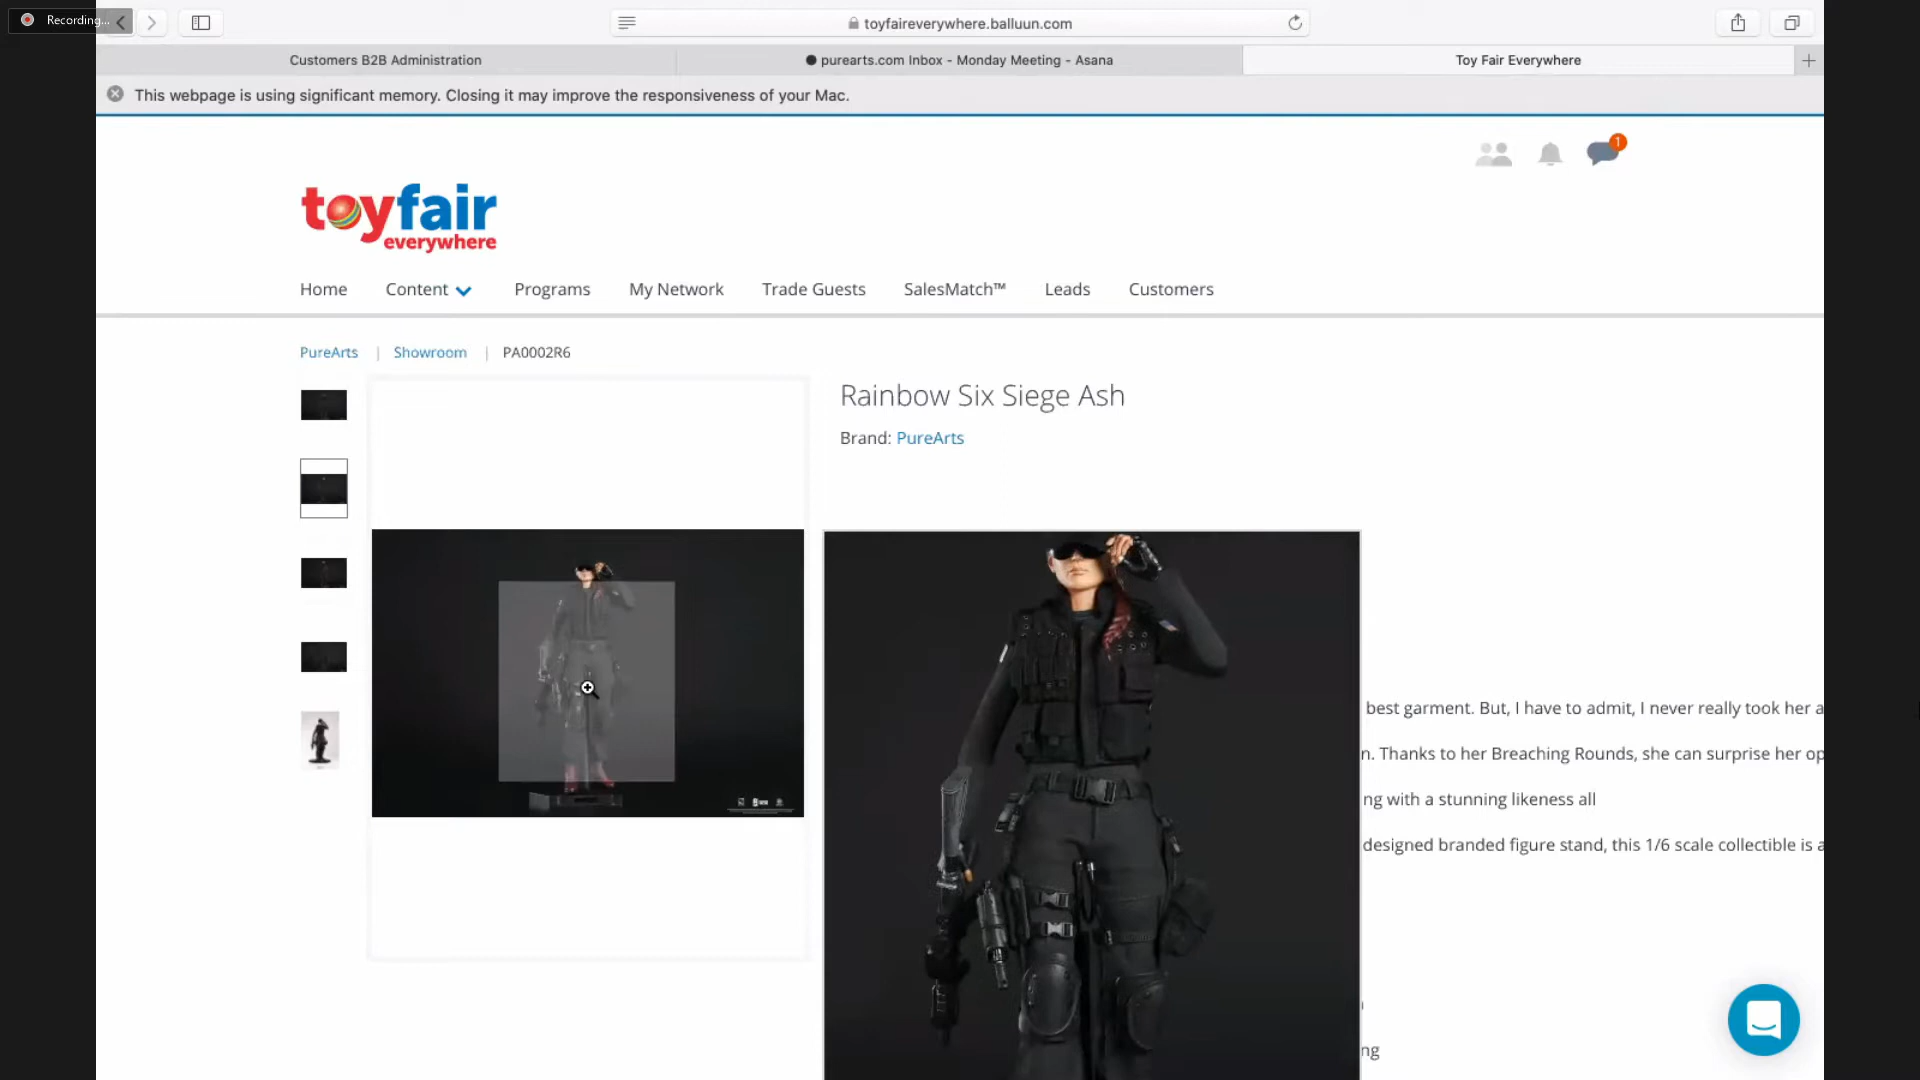 Recording...
toyfaireverywhere.balluun.com
Customers B2B Administration
purearts.com Inbox - Monday Meeting - Asana
Toy Fair Everywhere
This webpage is using significant memory. Closing it may improve the responsiveness of your Mac.
1
toyfair
everywhere
Home
Content
Programs
My Network
Trade Guests
SalesMatch™
Leads
Customers
PureArts | Showroom | PA0002R6
Rainbow Six Siege Ash
Brand: PureArts
best garment. But, I have to admit, I never really took her a
n. Thanks to her Breaching Rounds, she can surprise her op
ng with a stunning likeness all
designed branded figure stand, this 1/6 scale collectible is a
ng